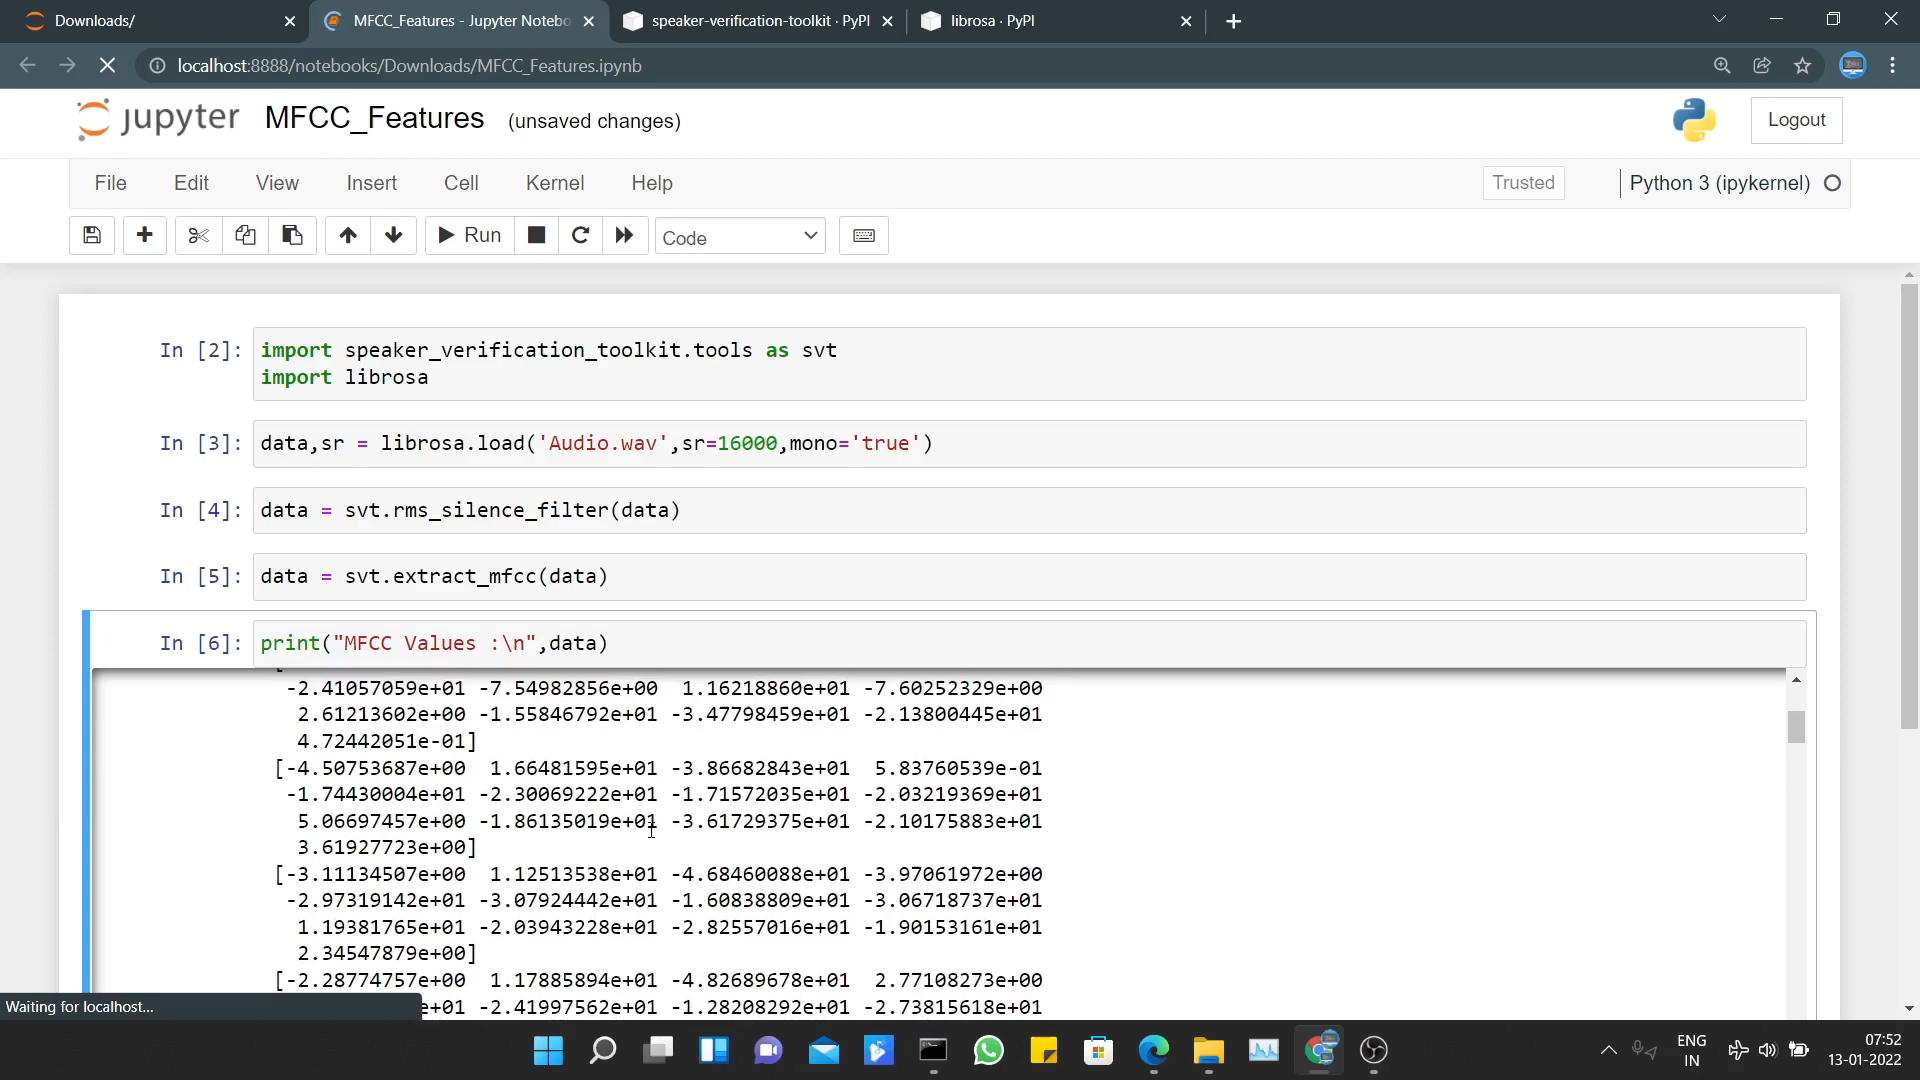 Downloads/
MFCC_Features - Jupyter Notebo
speaker-verification-toolkit · PyPI
librosa · PyPI
localhost:8888/notebooks/Downloads/MFCC_Features.ipynb
jupyter MFCC_Features (unsaved changes)
Logout
File Edit View Insert Cell Kernel Help
Trusted
Python 3 (ipykernel)
Run
Code
In [2]: import speaker_verification_toolkit.tools as svt
import librosa
In [3]: data,sr = librosa.load('Audio.wav',sr=16000,mono='true')
In [4]: data = svt.rms_silence_filter(data)
In [5]: data = svt.extract_mfcc(data)
In [6]: print("MFCC Values :\n",data)
-2.41057059e+01 -7.54982856e+00 1.16218860e+01 -7.60252329e+00
2.61213602e+00 -1.55846792e+01 -3.47798459e+01 -2.13800445e+01
4.72442051e-01]
[-4.50753687e+00 1.66481595e+01 -3.86682843e+01 5.83760539e-01
-1.74430004e+01 -2.30069222e+01 -1.71572035e+01 -2.03219369e+01
5.06697457e+00 -1.86135019e+01 -3.61729375e+01 -2.10175883e+01
3.61927723e+00]
[-3.11134507e+00 1.12513538e+01 -4.68460088e+01 -3.97061972e+00
-2.97319142e+01 -3.07924442e+01 -1.60838809e+01 -3.06718737e+01
1.19381765e+01 -2.03943228e+01 -2.82557016e+01 -1.90153161e+01
2.34547879e+00]
[-2.28774757e+00 1.17885894e+01 -4.82689678e+01 2.77108273e+00
e+01 -2.41997562e+01 -1.28208292e+01 -2.73815618e+01
Waiting for localhost...
ENG
IN
07:52
13-01-2022